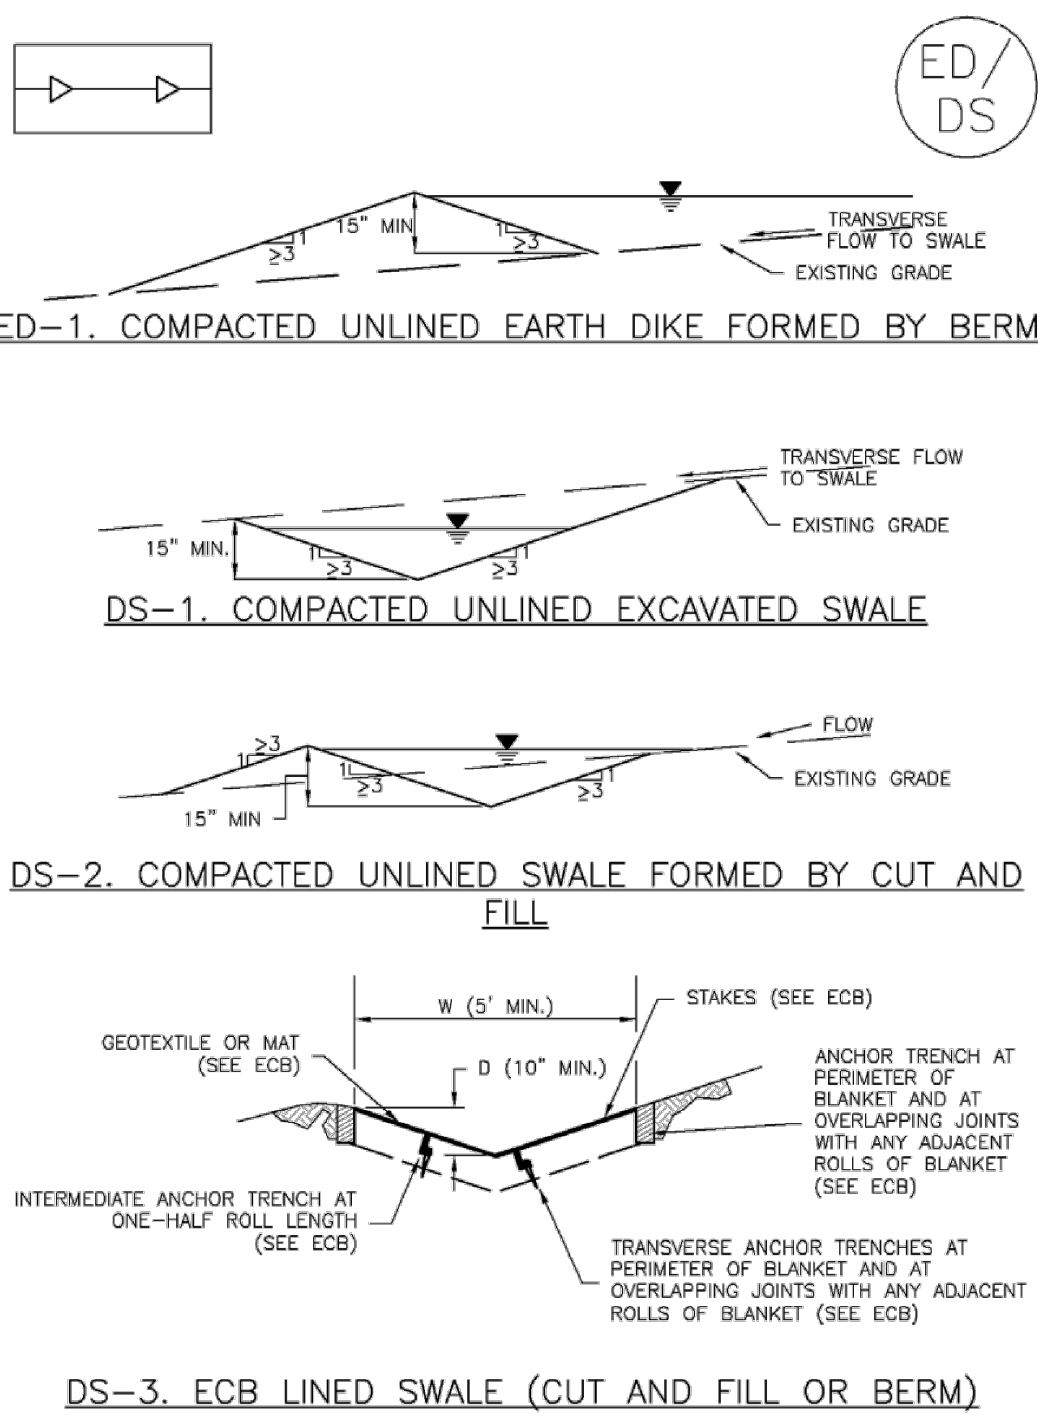 ED/
DS
15" MIN
1
≥3
1
≥3
TRANSVERSE
FLOW TO SWALE
EXISTING GRADE
ED-1. COMPACTED UNLINED EARTH DIKE FORMED BY BERM
TRANSVERSE FLOW
TO SWALE
EXISTING GRADE
15" MIN.
1
≥3
1
≥3
DS-1. COMPACTED UNLINED EXCAVATED SWALE
FLOW
EXISTING GRADE
1
≥3
1
≥3
1
≥3
15" MIN
DS-2. COMPACTED UNLINED SWALE FORMED BY CUT AND
FILL
W (5' MIN.)
STAKES (SEE ECB)
GEOTEXTILE OR MAT
(SEE ECB)
D (10" MIN.)
ANCHOR TRENCH AT
PERIMETER OF
BLANKET AND AT
OVERLAPPING JOINTS
WITH ANY ADJACENT
ROLLS OF BLANKET
(SEE ECB)
INTERMEDIATE ANCHOR TRENCH AT
ONE-HALF ROLL LENGTH
(SEE ECB)
TRANSVERSE ANCHOR TRENCHES AT
PERIMETER OF BLANKET AND AT
OVERLAPPING JOINTS WITH ANY ADJACENT
ROLLS OF BLANKET (SEE ECB)
DS-3. ECB LINED SWALE (CUT AND FILL OR BERM)